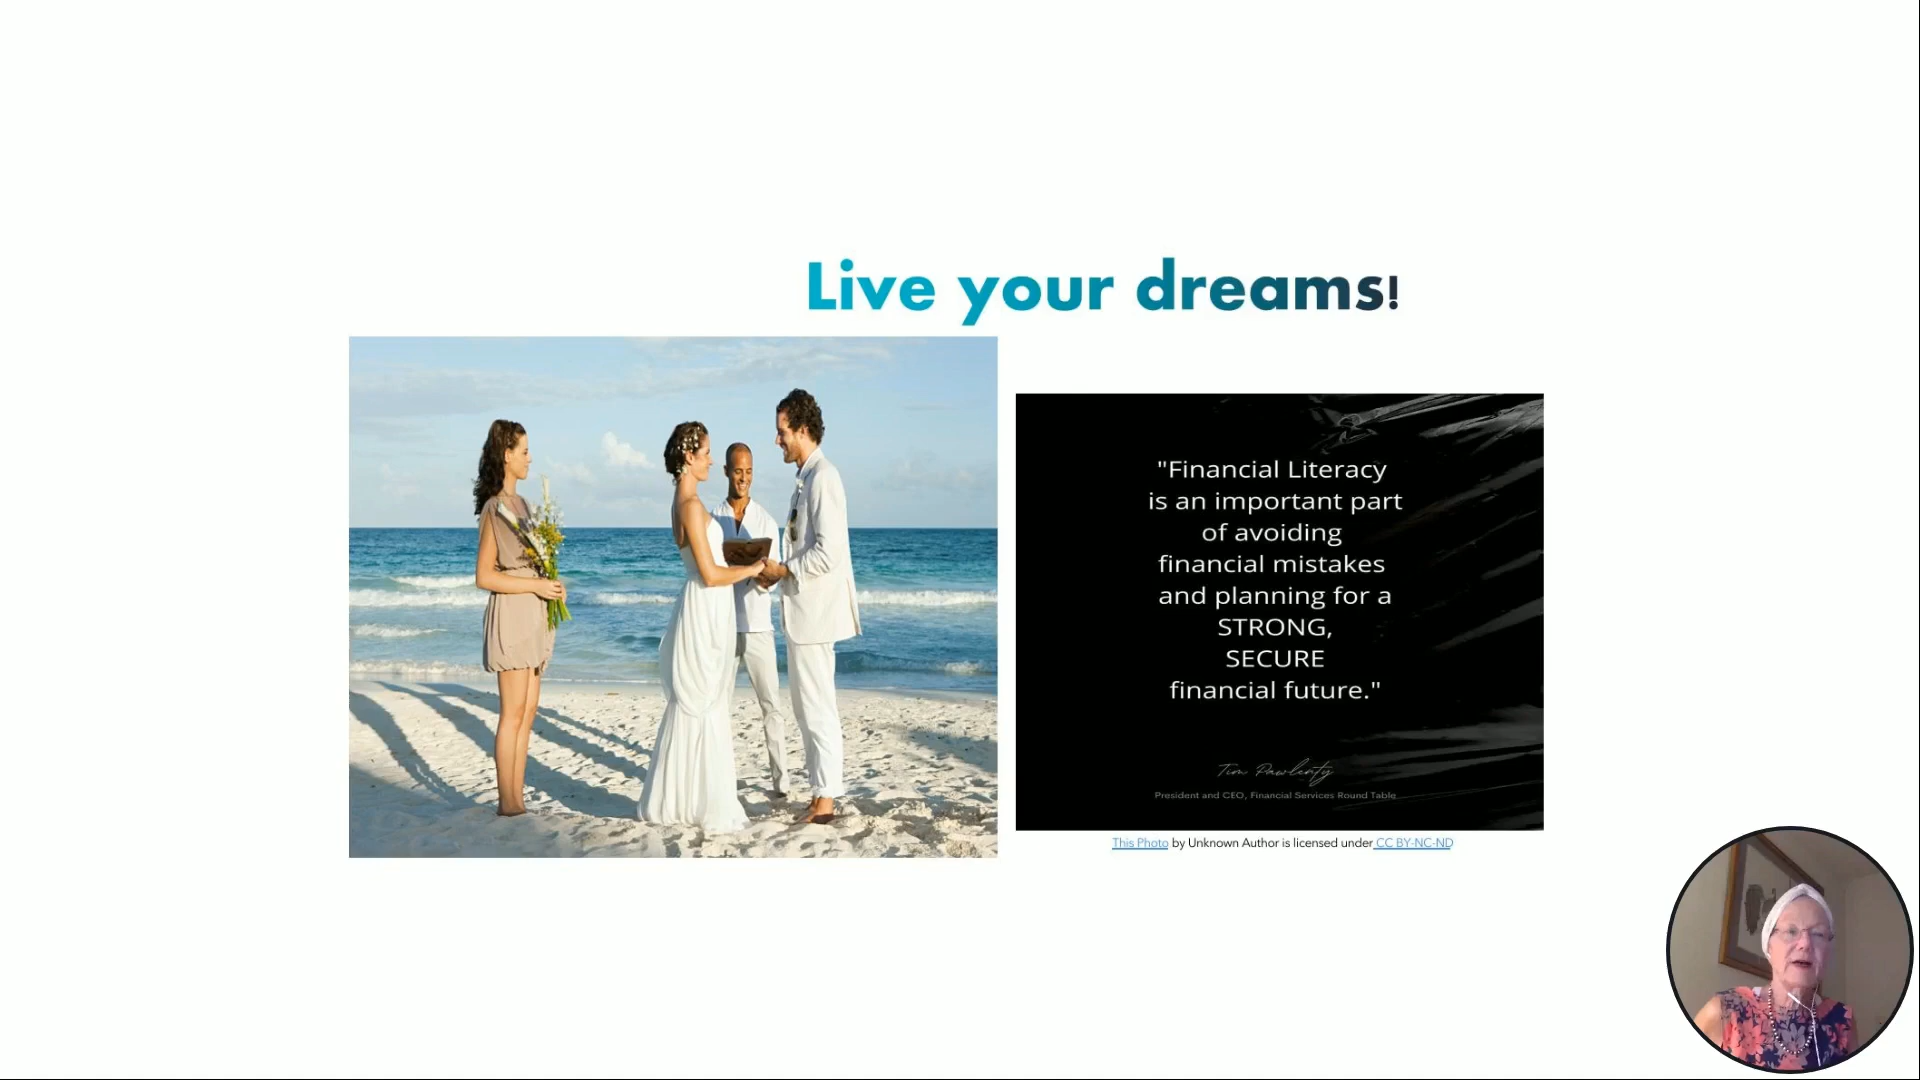 Live your dreams!
"Financial Literacy
is an important part
of avoiding
financial mistakes
and planning for a
STRONG,
SECURE
financial future."
Tim Pawlenty
President and CEO, Financial Services Round Table
This Photo by Unknown Author is licensed under CC BY-NC-ND